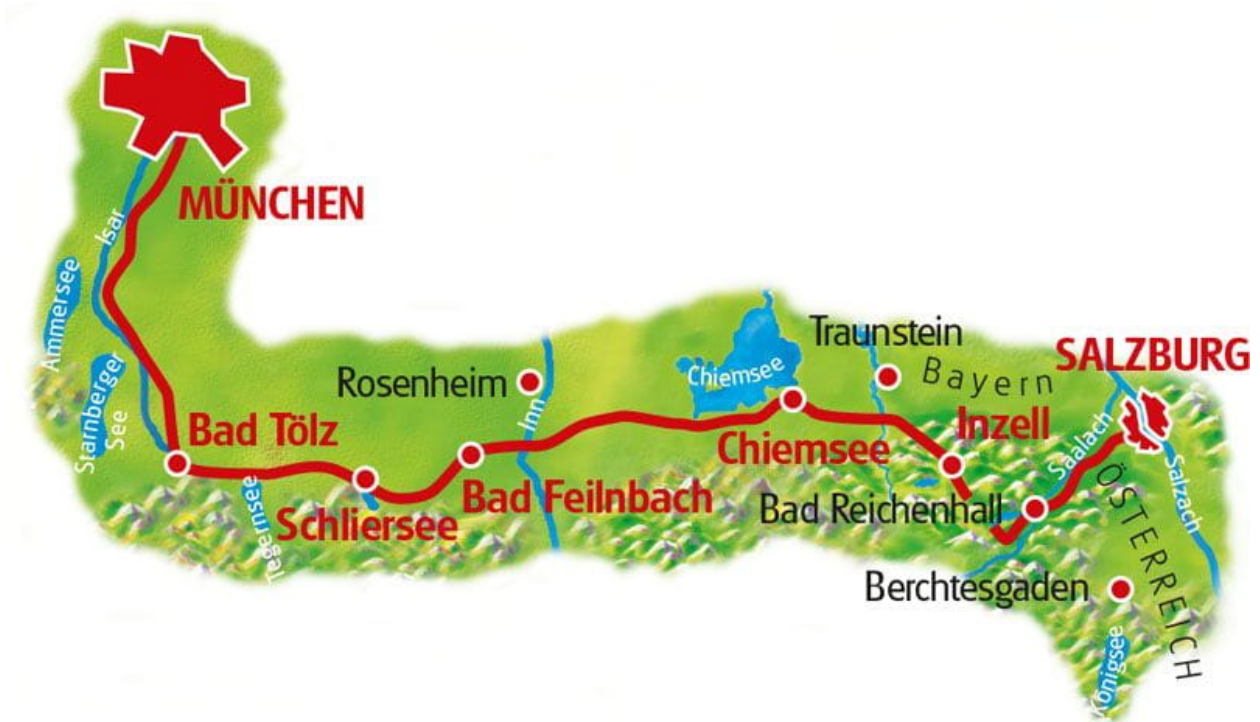 MÜNCHEN
Isar
Ammersee
Starnberger
See
Bad Tölz
Tegernsee
Schliersee
Rosenheim
Inn
Bad Feilnbach
Chiemsee
Chiemsee
Traunstein
Bayern
Inzell
SALZBURG
Saalach
Salzach
ÖSTERREICH
Bad Reichenhall
Berchtesgaden
Königsee